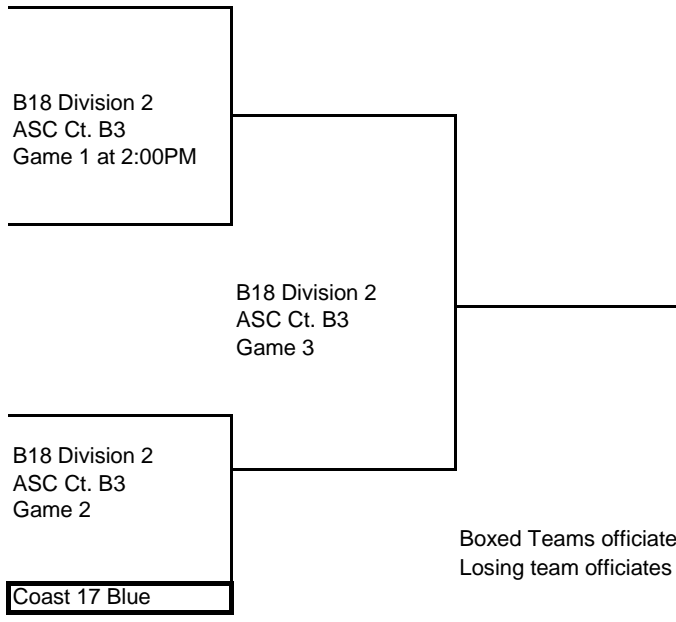 B18 Division 2
ASC Ct. B3
Game 1 at 2:00PM
B18 Division 2
ASC Ct. B3
Game 3
B18 Division 2
ASC Ct. B3
Game 2
Boxed Teams officiate
Losing team officiates
Coast 17 Blue